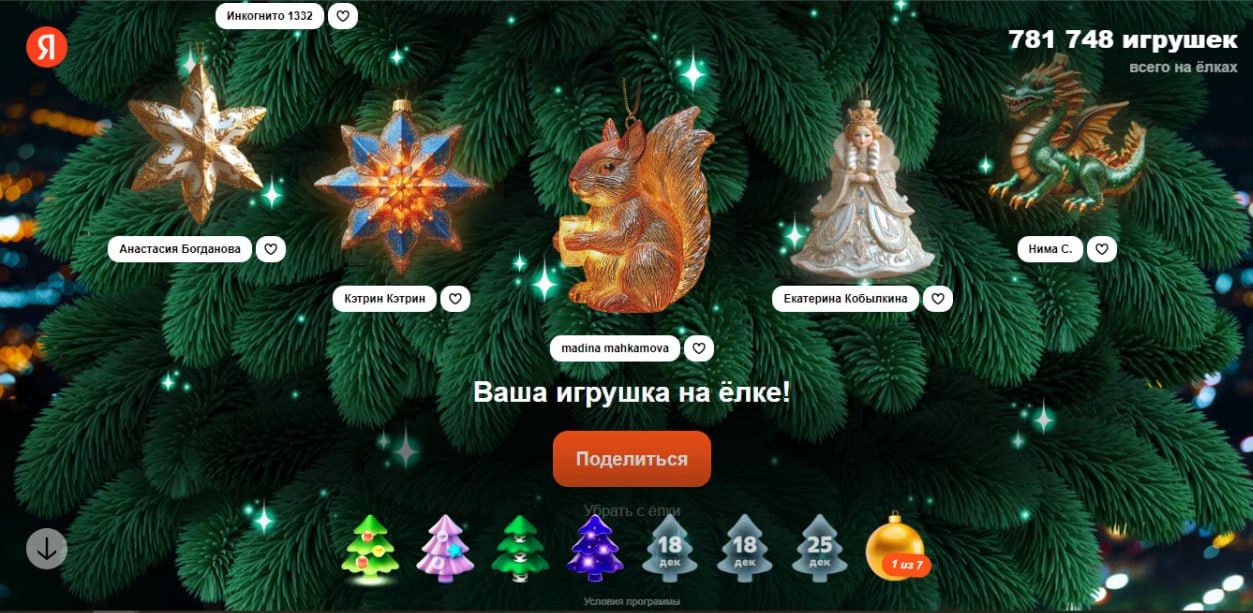 Инкогнито 1332
Я
781 748 игрушек
всего на ёлках
Анастасия Богданова
Нима С.
Кэтрин Кэтрин
Екатерина Кобылкина
madina mahkamova
Ваша игрушка на ёлке!
Поделиться
Убрать с ёлки
18
дек
18
дек
25
дек
1 из 7
Условия программы